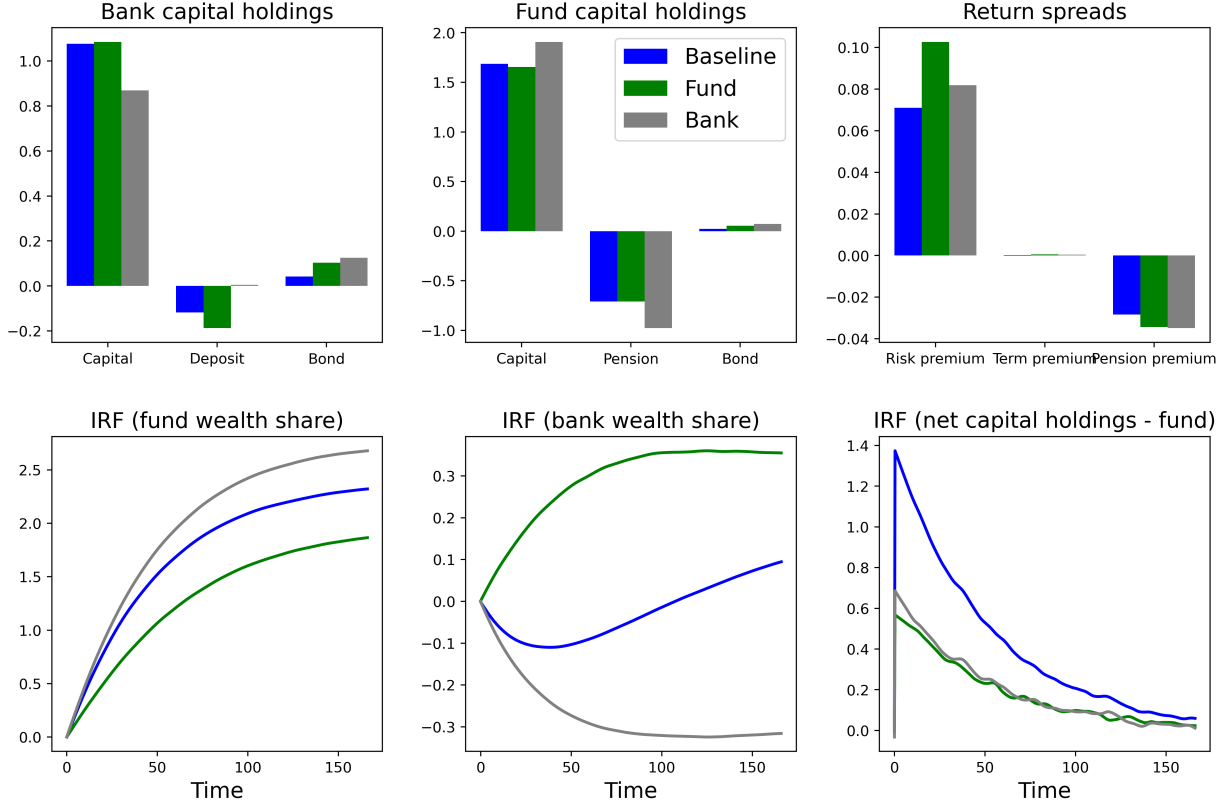 Bank capital holdings
1.0
0.8
0.6
0.4
0.2
0.0
−0.2
Capital
Deposit
Bond
Fund capital holdings
2.0
1.5
1.0
0.5
0.0
−0.5
−1.0
Baseline
Fund
Bank
Capital
Pension
Bond
Return spreads
0.10
0.08
0.06
0.04
0.02
0.00
−0.02
−0.04
Risk premium
Term premium
Pension premium
IRF (fund wealth share)
2.5
2.0
1.5
1.0
0.5
0.0
0
50
100
150
Time
IRF (bank wealth share)
0.3
0.2
0.1
0.0
−0.1
−0.2
−0.3
0
50
100
150
Time
IRF (net capital holdings - fund)
1.4
1.2
1.0
0.8
0.6
0.4
0.2
0.0
0
50
100
150
Time